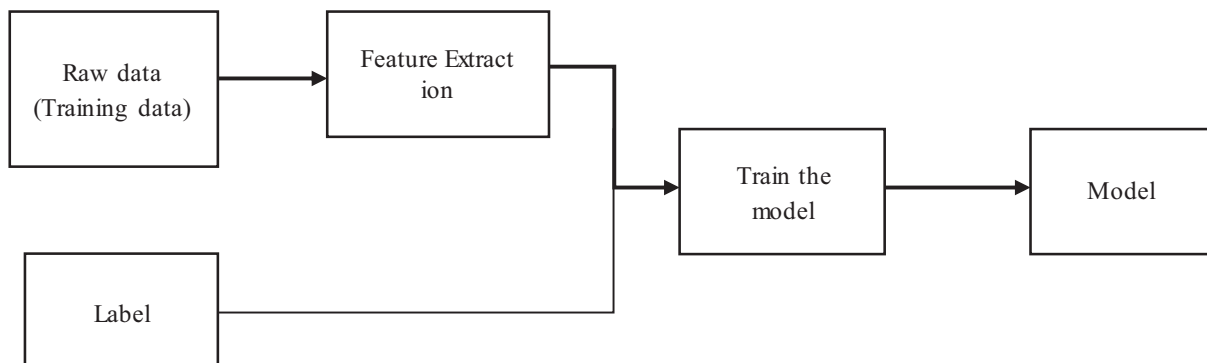 Raw data
(Training data)
Feature Extract
ion
Train the
model
Model
Label